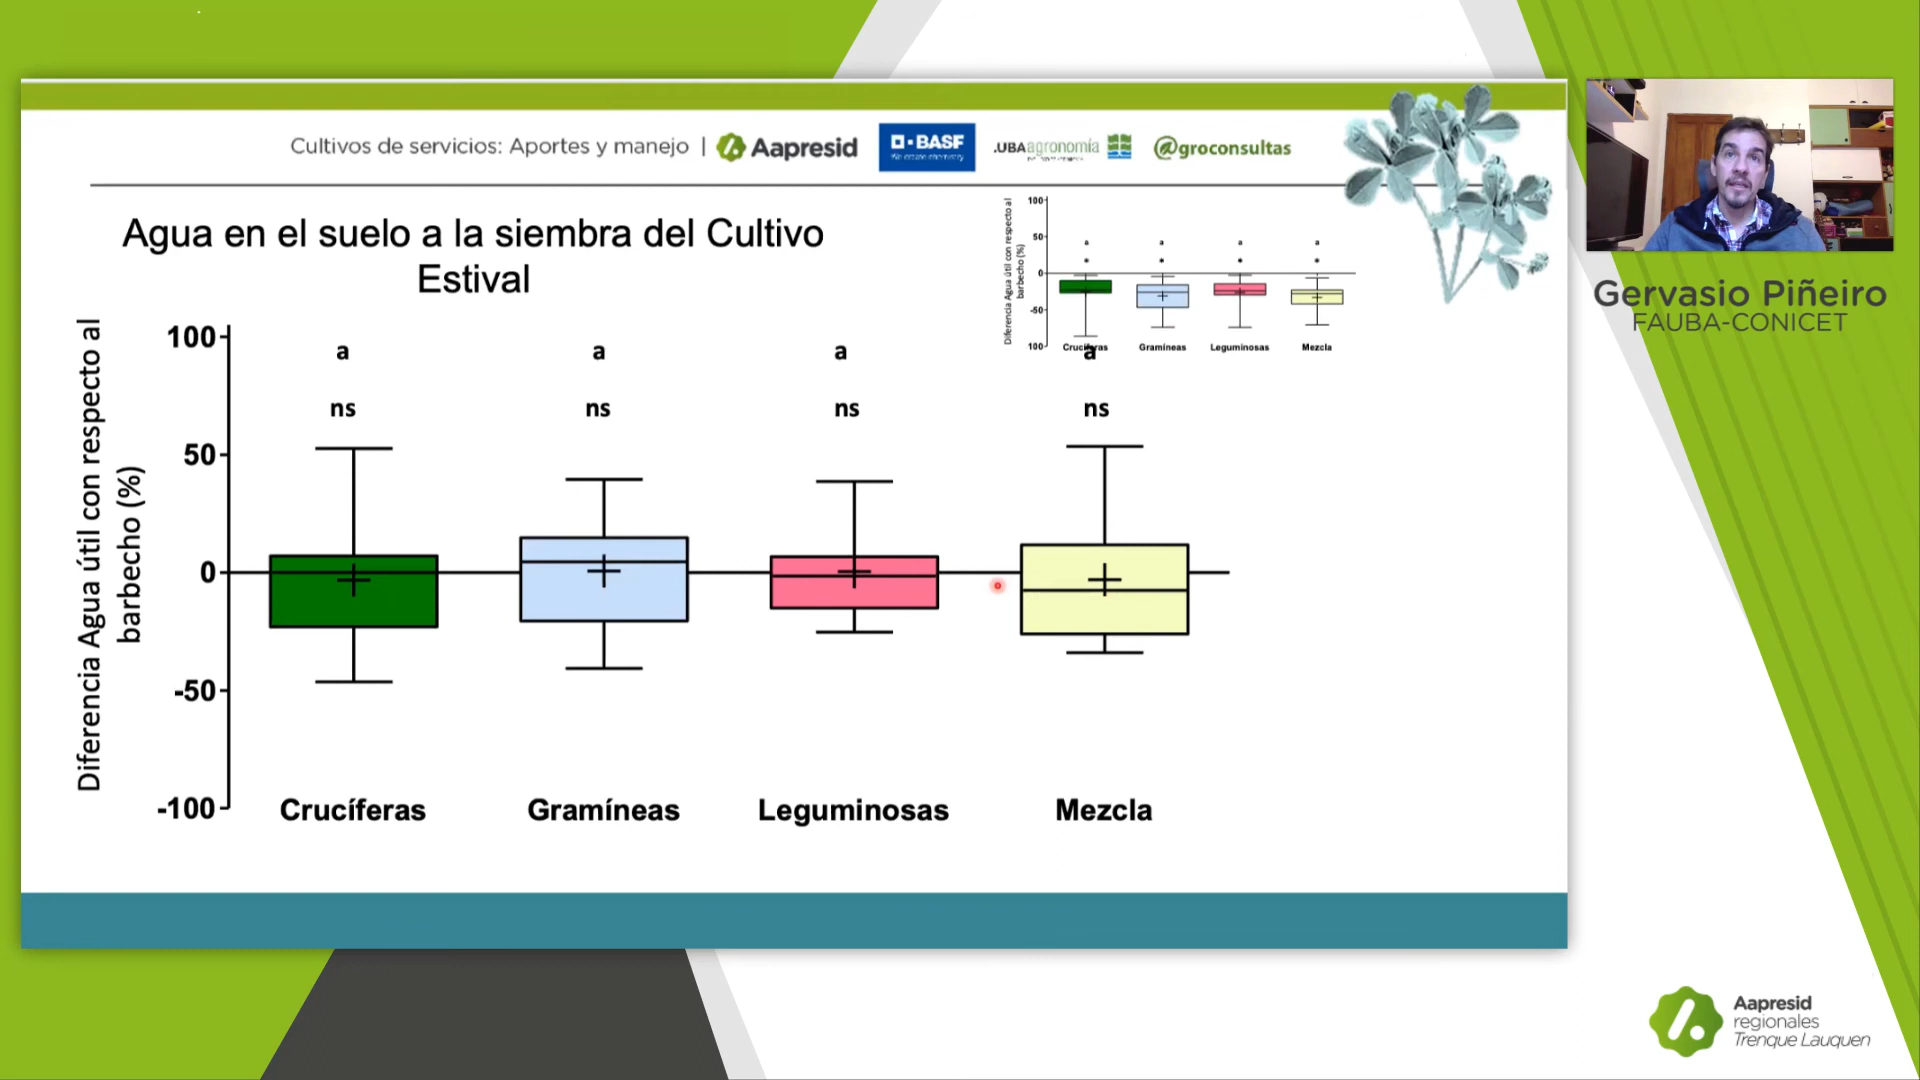 Cultivos de servicios: Aportes y manejo |
Aapresid
BASF
We create chemistry
.UBAagronomía
@groconsultas
Agua en el suelo a la siembra del Cultivo
Estival
Diferencia Agua útil con respecto al
barbecho (%)
100
50
0
-50
100
a a a a
* * * *
Crucíferas Gramíneas Leguminosas Mezcla
Diferencia Agua útil con respecto al
barbecho (%)
100
50
0
-50
-100
a a a a
ns ns ns ns
Crucíferas Gramíneas Leguminosas Mezcla
Gervasio Piñeiro
FAUBA-CONICET
Aapresid
regionales
Trenque Lauquen